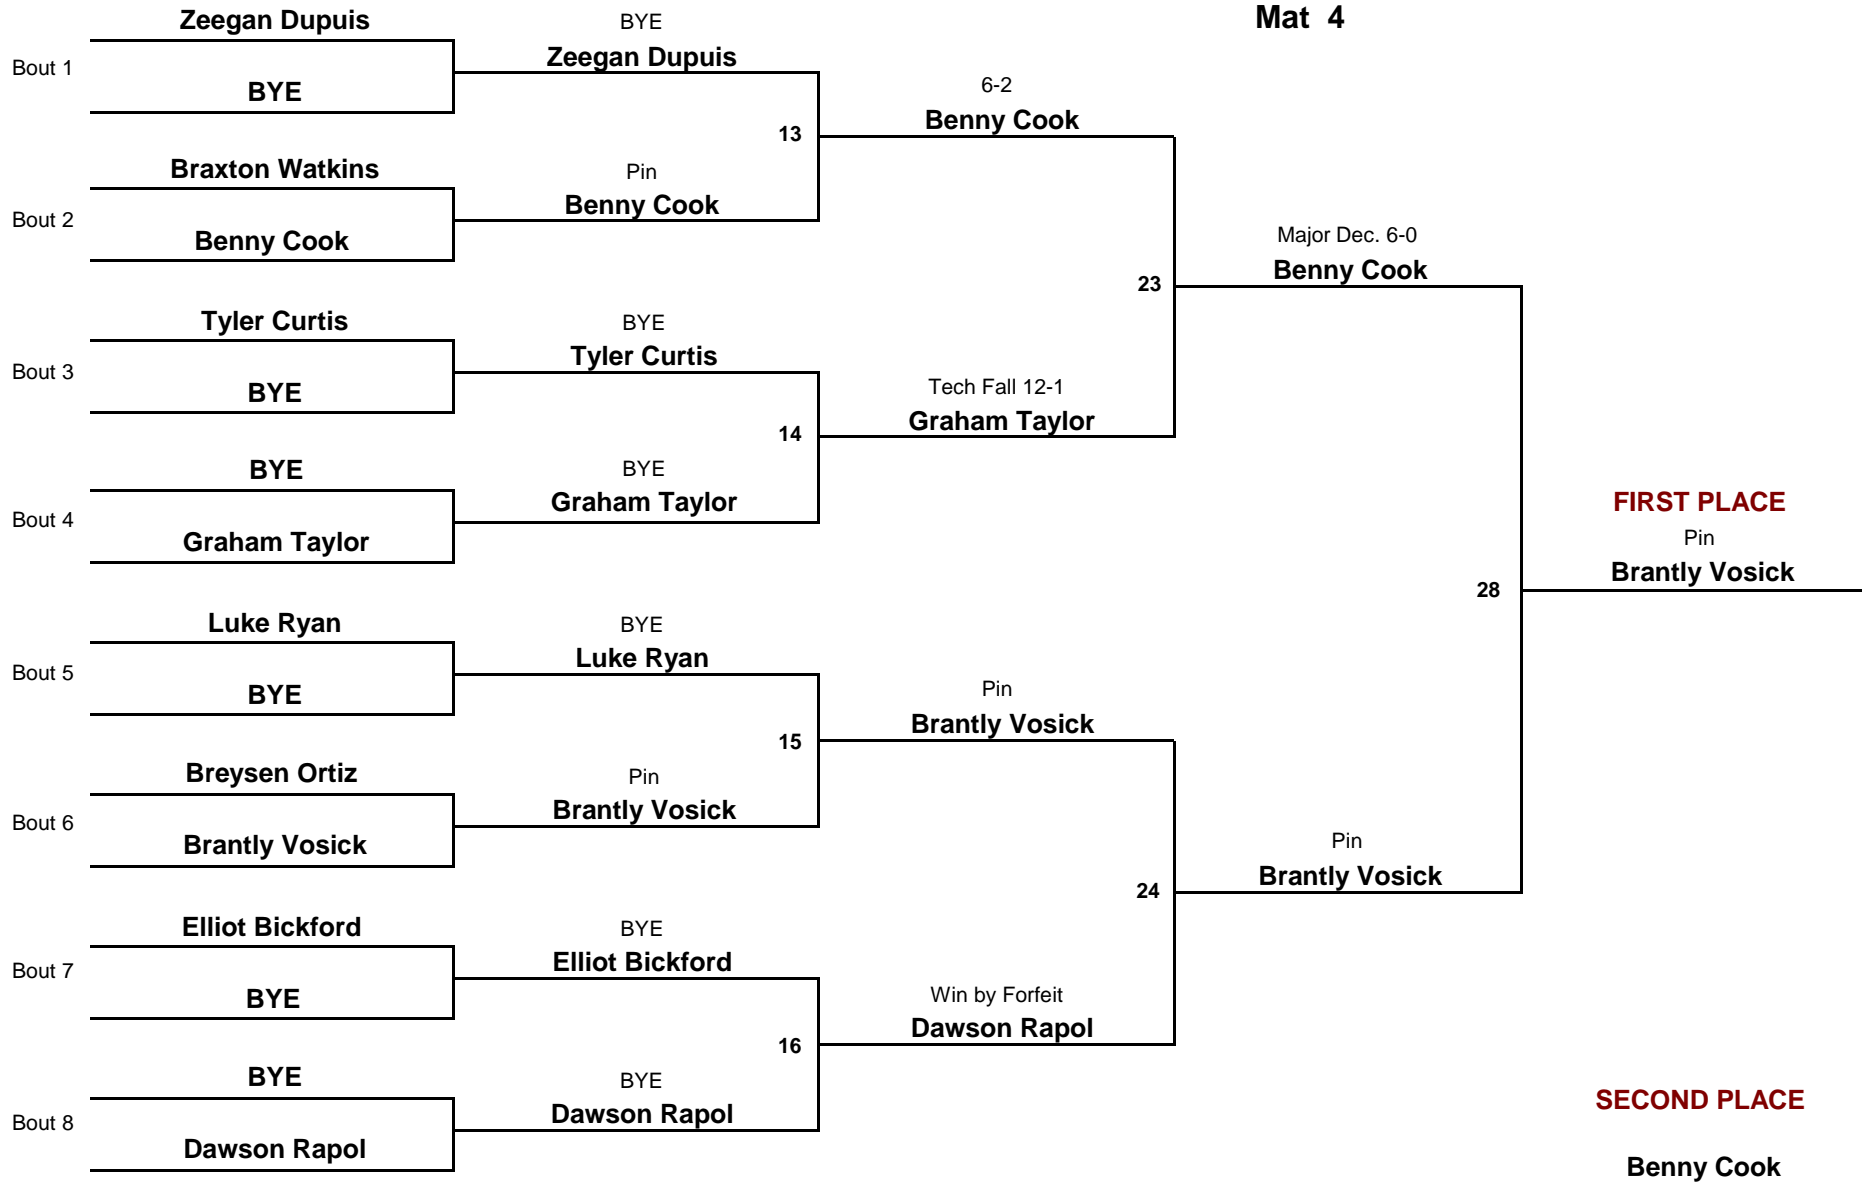 Mat 4
Zeegan Dupuis
Bout 1
BYE
Braxton Watkins
Bout 2
Benny Cook
Tyler Curtis
Bout 3
BYE
BYE
Bout 4
Graham Taylor
Luke Ryan
Bout 5
BYE
Breysen Ortiz
Bout 6
Brantly Vosick
Elliot Bickford
Bout 7
BYE
BYE
Bout 8
Dawson Rapol
BYE
Zeegan Dupuis
13
Pin
Benny Cook
BYE
Tyler Curtis
14
BYE
Graham Taylor
BYE
Luke Ryan
15
Pin
Brantly Vosick
BYE
Elliot Bickford
16
BYE
Dawson Rapol
6-2
Benny Cook
23
Tech Fall 12-1
Graham Taylor
Pin
Brantly Vosick
24
Win by Forfeit
Dawson Rapol
Major Dec. 6-0
Benny Cook
28
Pin
Brantly Vosick
FIRST PLACE
Pin
Brantly Vosick
SECOND PLACE
Benny Cook